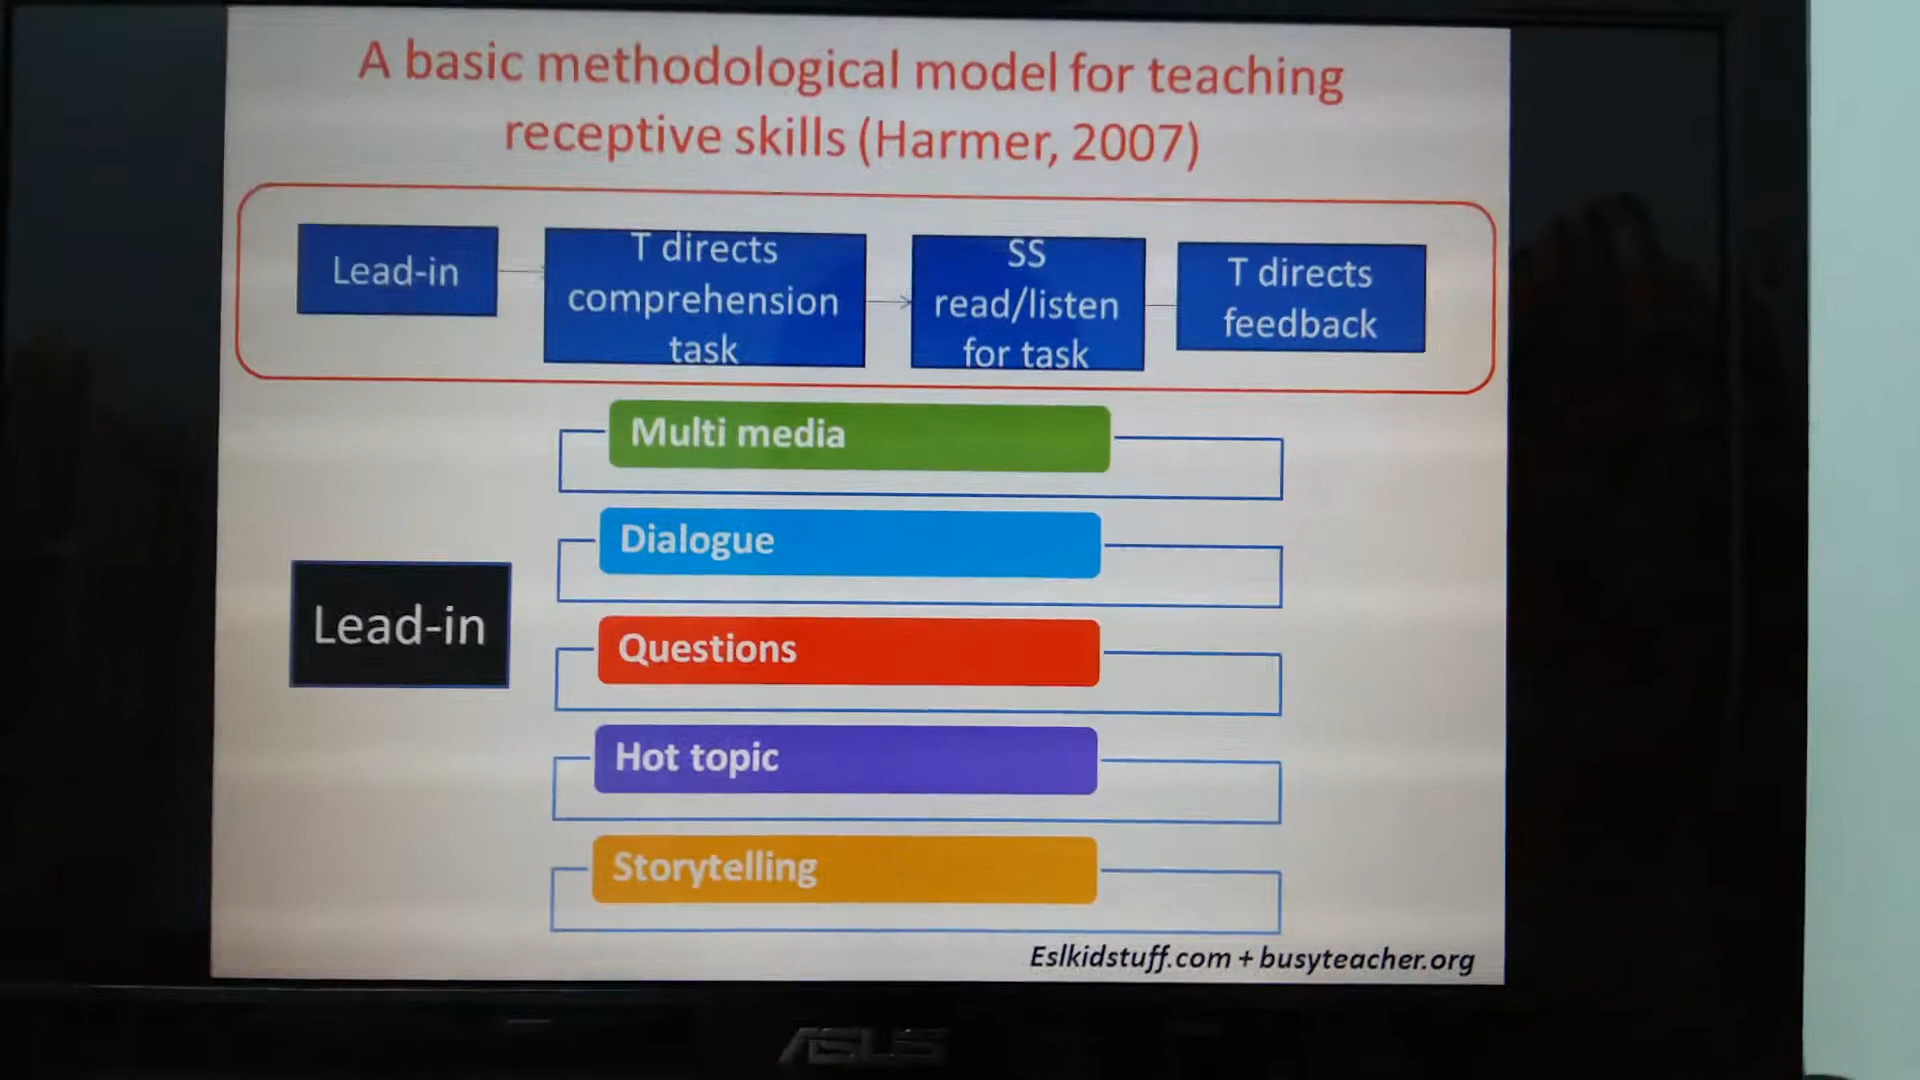 A basic methodological model for teaching
receptive skills (Harmer, 2007)
Lead-in
T directs
comprehension
task
SS
read/listen
for task
T directs
feedback
Multi media
Dialogue
Lead-in
Questions
Hot topic
Storytelling
Eslkidstuff.com + busyteacher.org
ASUS